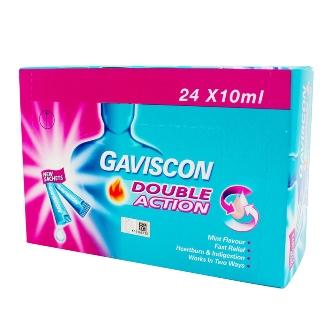 24 X10ml
NEW
SACHETS
GAVISCON
DOUBLE
ACTION
Mint Flavour
Fast Relief
Heartburn & Indigestion
Works In Two Ways